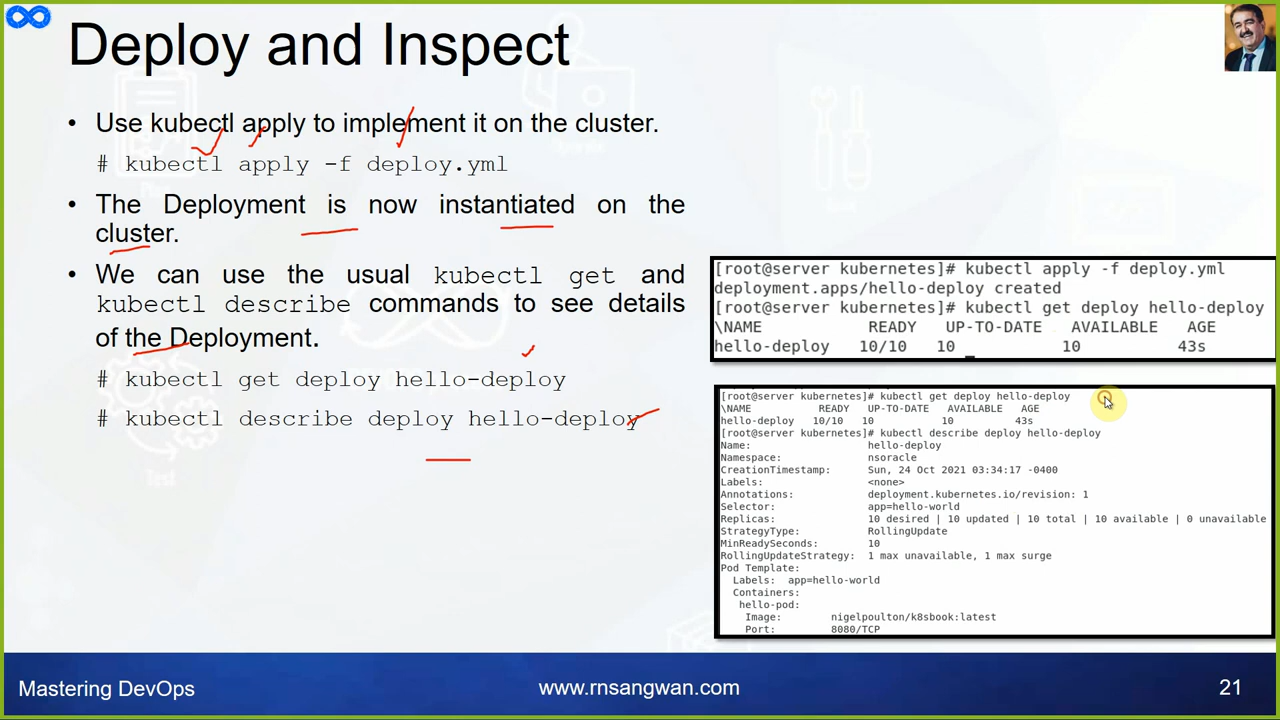 Deploy and Inspect
• Use kubectl apply to implement it on the cluster.
# kubectl apply -f deploy.yml
• The Deployment is now instantiated on the
cluster.
• We can use the usual kubectl get and
kubectl describe commands to see details
of the Deployment.
# kubectl get deploy hello-deploy
# kubectl describe deploy hello-deploy
[root@server kubernetes]# kubectl apply -f deploy.yml
deployment.apps/hello-deploy created
[root@server kubernetes]# kubectl get deploy hello-deploy
\NAME READY UP-TO-DATE AVAILABLE AGE
hello-deploy 10/10 10 10 43s
[root@server kubernetes]# kubectl get deploy hello-deploy
\NAME READY UP-TO-DATE AVAILABLE AGE
hello-deploy 10/10 10 10 43s
[root@server kubernetes]# kubectl describe deploy hello-deploy
Name: hello-deploy
Namespace: nsoracle
CreationTimestamp: Sun, 24 Oct 2021 03:34:17 -0400
Labels: <none>
Annotations: deployment.kubernetes.io/revision: 1
Selector: app=hello-world
Replicas: 10 desired | 10 updated | 10 total | 10 available | 0 unavailable
StrategyType: RollingUpdate
MinReadySeconds: 10
RollingUpdateStrategy: 1 max unavailable, 1 max surge
Pod Template:
Labels: app=hello-world
Containers:
hello-pod:
Image: nigelpoulton/k8sbook:latest
Port: 8080/TCP
Mastering DevOps
www.rnsangwan.com
21